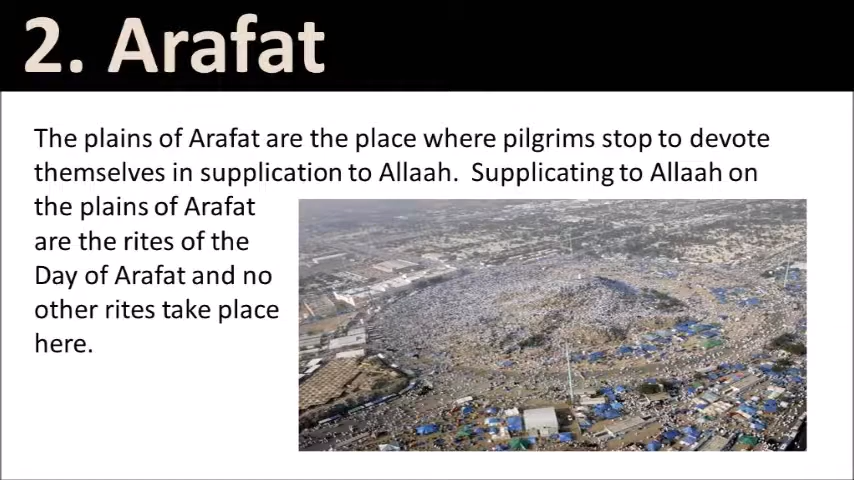 2. Arafat
The plains of Arafat are the place where pilgrims stop to devote
themselves in supplication to Allaah.  Supplicating to Allaah on
the plains of Arafat
are the rites of the
Day of Arafat and no
other rites take place
here.